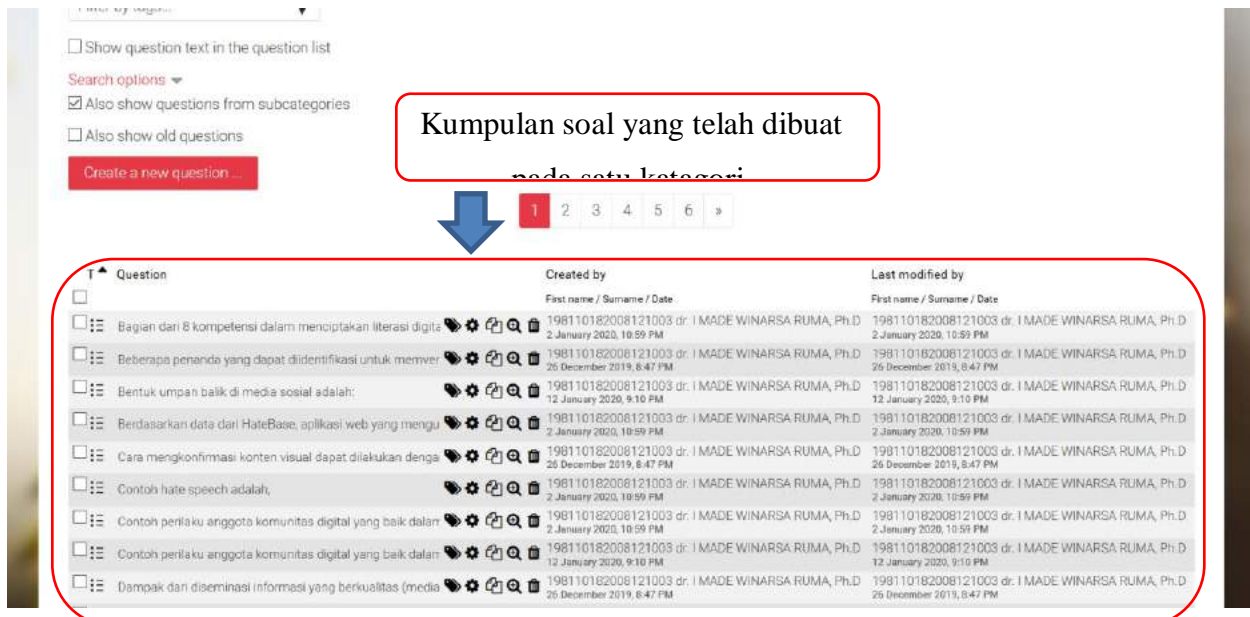 Filter by tags...
Show question text in the question list
Search options
Also show questions from subcategories
Also show old questions
Create a new question ...
Kumpulan soal yang telah dibuat
pada satu katagori
1 2 3 4 5 6 »
T Question Created by Last modified by
First name / Surname / Date First name / Surname / Date
Bagian dari 8 kompetensi dalam menciptakan literasi digita 198110182008121003 dr. I MADE WINARSA RUMA, Ph.D 198110182008121003 dr. I MADE WINARSA RUMA, Ph.D
2 January 2020, 10:59 PM 2 January 2020, 10:59 PM
Beberapa penanda yang dapat diidentifikasi untuk memver 198110182008121003 dr. I MADE WINARSA RUMA, Ph.D 198110182008121003 dr. I MADE WINARSA RUMA, Ph.D
26 December 2019, 8:47 PM 26 December 2019, 8:47 PM
Bentuk umpan balik di media sosial adalah: 198110182008121003 dr. I MADE WINARSA RUMA, Ph.D 198110182008121003 dr. I MADE WINARSA RUMA, Ph.D
12 January 2020, 9:10 PM 12 January 2020, 9:10 PM
Berdasarkan data dari HateBase, aplikasi web yang mengu 198110182008121003 dr. I MADE WINARSA RUMA, Ph.D 198110182008121003 dr. I MADE WINARSA RUMA, Ph.D
2 January 2020, 10:59 PM 2 January 2020, 10:59 PM
Cara mengkonfirmasi konten visual dapat dilakukan denga 198110182008121003 dr. I MADE WINARSA RUMA, Ph.D 198110182008121003 dr. I MADE WINARSA RUMA, Ph.D
26 December 2019, 8:47 PM 26 December 2019, 8:47 PM
Contoh hate speech adalah, 198110182008121003 dr. I MADE WINARSA RUMA, Ph.D 198110182008121003 dr. I MADE WINARSA RUMA, Ph.D
2 January 2020, 10:59 PM 2 January 2020, 10:59 PM
Contoh perilaku anggota komunitas digital yang baik dalam 198110182008121003 dr. I MADE WINARSA RUMA, Ph.D 198110182008121003 dr. I MADE WINARSA RUMA, Ph.D
2 January 2020, 10:59 PM 2 January 2020, 10:59 PM
Contoh perilaku anggota komunitas digital yang baik dalam 198110182008121003 dr. I MADE WINARSA RUMA, Ph.D 198110182008121003 dr. I MADE WINARSA RUMA, Ph.D
12 January 2020, 9:10 PM 12 January 2020, 9:10 PM
Dampak dari diseminasi informasi yang berkualitas (media 198110182008121003 dr. I MADE WINARSA RUMA, Ph.D 198110182008121003 dr. I MADE WINARSA RUMA, Ph.D
26 December 2019, 8:47 PM 26 December 2019, 8:47 PM